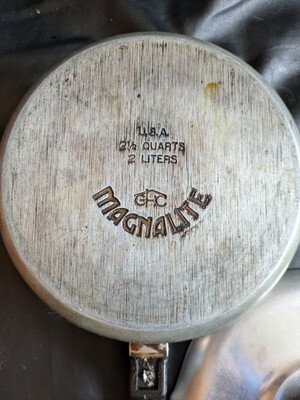 U.S.A.
2½ QUARTS
2 LITERS
GHC
MAGNALITE